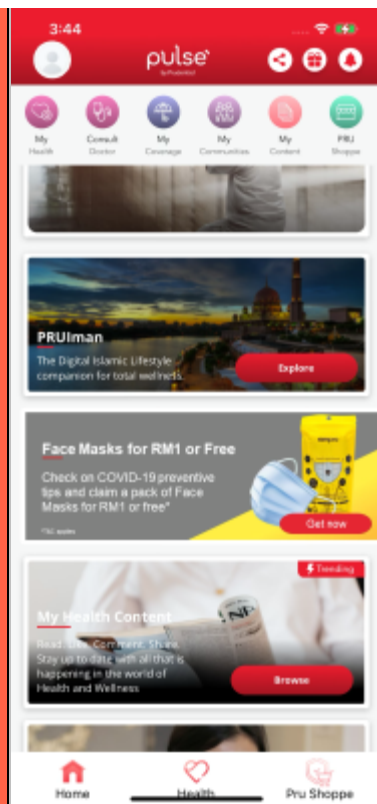 3:44
pulse
by Prudential
My
Health
Consult
Doctor
My
Coverage
My
Communities
My
Content
PRU
Shoppe
PRUIman
The Digital Islamic Lifestyle
companion for total wellness.
Explore
Face Masks for RM1 or Free
Check on COVID-19 preventive
tips and claim a pack of Face
Masks for RM1 or free*
Get now
Trending
My Health Content
Read. Like. Comment. Share.
Stay up to date with all that is
happening in the world of
Health and Wellness
Browse
Home
Health
Pru Shoppe